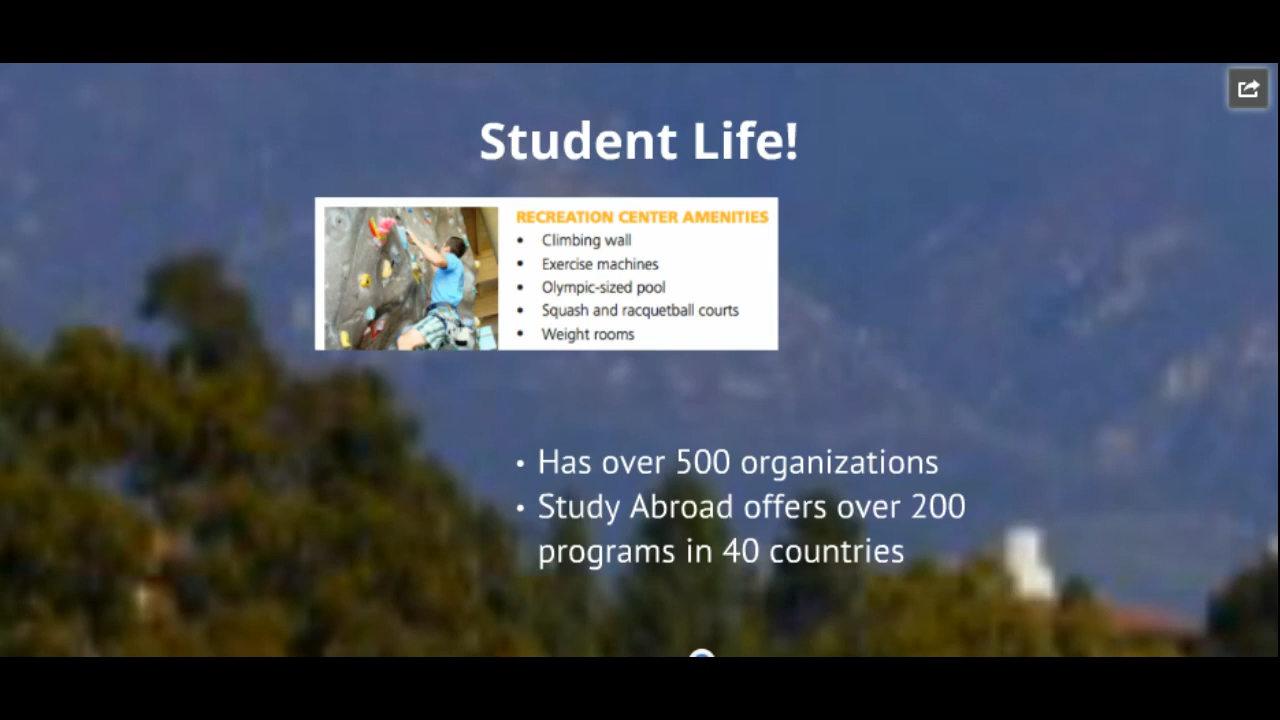 Student Life!
RECREATION CENTER AMENITIES
• Climbing wall
• Exercise machines
• Olympic-sized pool
• Squash and racquetball courts
• Weight rooms
• Has over 500 organizations
• Study Abroad offers over 200
programs in 40 countries